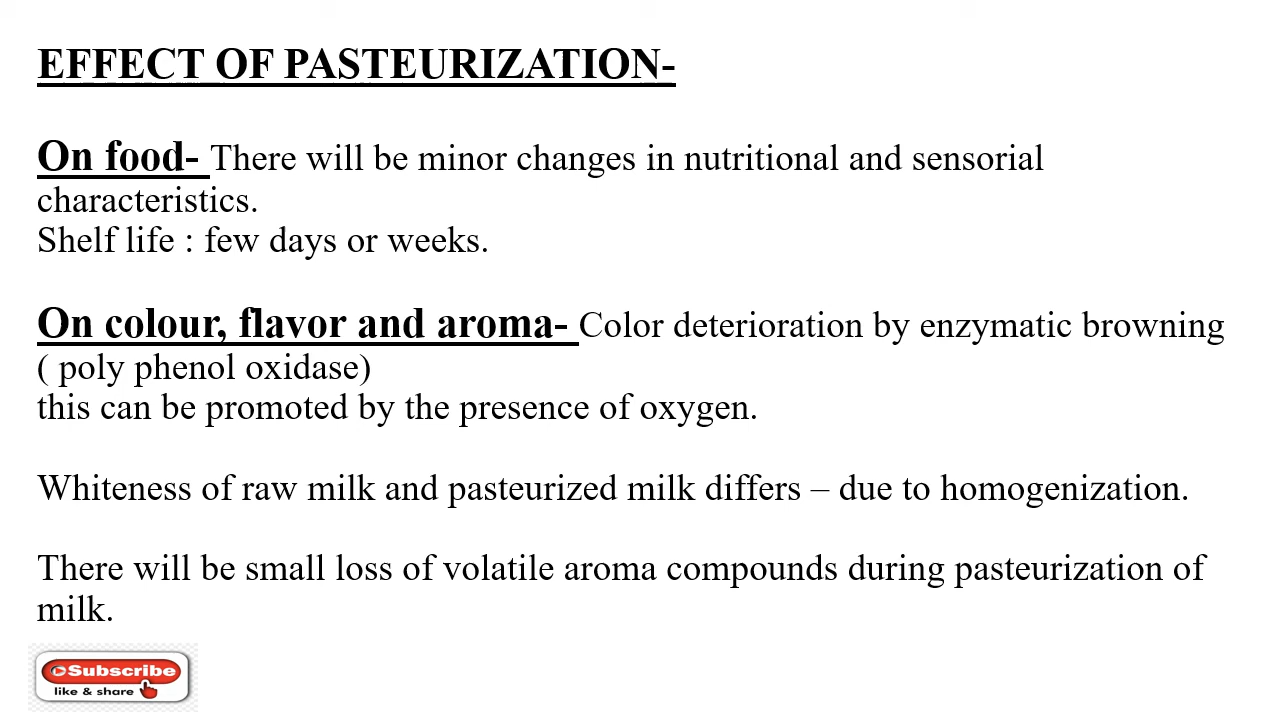 EFFECT OF PASTEURIZATION-
On food- There will be minor changes in nutritional and sensorial
characteristics.
Shelf life : few days or weeks.
On colour, flavor and aroma- Color deterioration by enzymatic browning
( poly phenol oxidase)
this can be promoted by the presence of oxygen.
Whiteness of raw milk and pasteurized milk differs – due to homogenization.
There will be small loss of volatile aroma compounds during pasteurization of
milk.
Subscribe
like & share